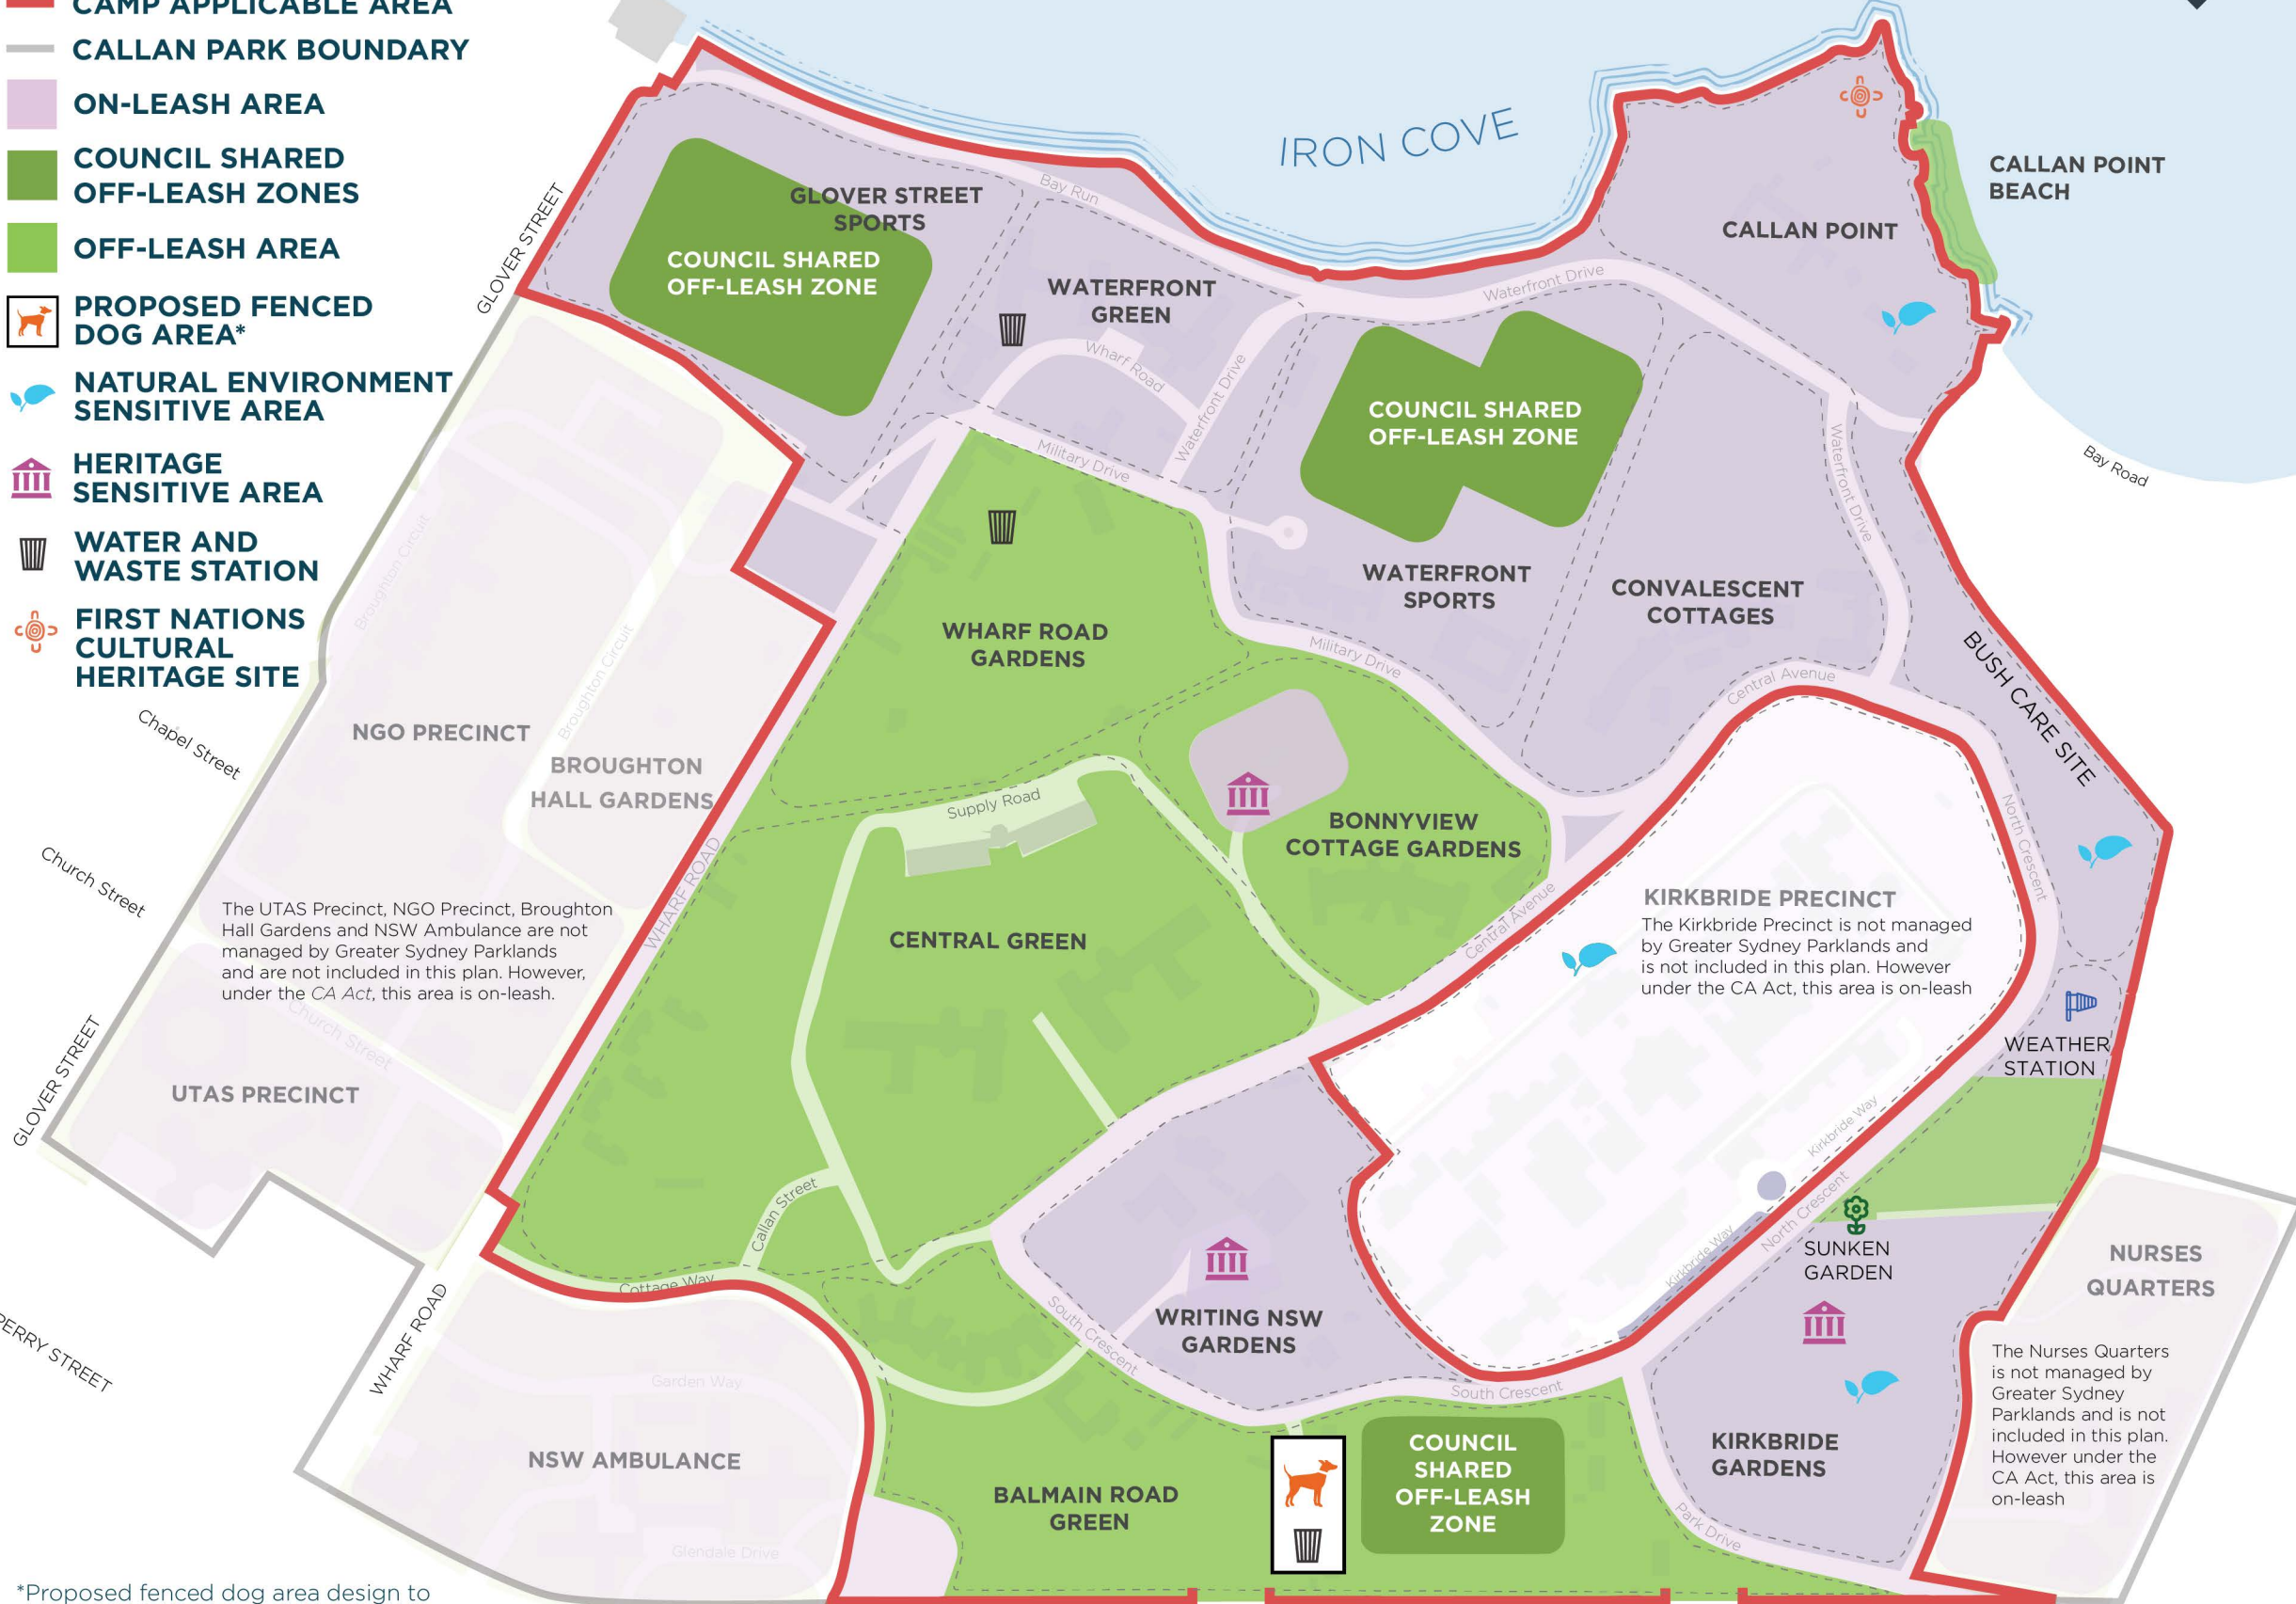 CAMP APPLICABLE AREA
CALLAN PARK BOUNDARY
ON-LEASH AREA
COUNCIL SHARED
OFF-LEASH ZONES
OFF-LEASH AREA
PROPOSED FENCED
DOG AREA*
NATURAL ENVIRONMENT
SENSITIVE AREA
HERITAGE
SENSITIVE AREA
WATER AND
WASTE STATION
FIRST NATIONS
CULTURAL
HERITAGE SITE
IRON COVE
CALLAN POINT
BEACH
CALLAN POINT
GLOVER STREET
GLOVER STREET
SPORTS
COUNCIL SHARED
OFF-LEASH ZONE
Bay Run
WATERFRONT
GREEN
Wharf Road
Waterfront Drive
Waterfront Drive
COUNCIL SHARED
OFF-LEASH ZONE
Military Drive
Waterfront Drive
Bay Road
WATERFRONT
SPORTS
CONVALESCENT
COTTAGES
WHARF ROAD
GARDENS
Military Drive
Central Avenue
BUSH CARE SITE
Broughton Circuit
Broughton Circuit
Chapel Street
NGO PRECINCT
BROUGHTON
HALL GARDENS
Supply Road
BONNYVIEW
COTTAGE GARDENS
North Crescent
Church Street
WHARF ROAD
The UTAS Precinct, NGO Precinct, Broughton
Hall Gardens and NSW Ambulance are not
managed by Greater Sydney Parklands
and are not included in this plan. However,
under the CA Act, this area is on-leash.
CENTRAL GREEN
Central Avenue
KIRKBRIDE PRECINCT
The Kirkbride Precinct is not managed
by Greater Sydney Parklands and
is not included in this plan. However
under the CA Act, this area is on-leash
WEATHER
STATION
Church Street
GLOVER STREET
UTAS PRECINCT
Kirkbride Way
North Crescent
Kirkbride Way
SUNKEN
GARDEN
NURSES
QUARTERS
Callan Street
Cottage Way
WHARF ROAD
PERRY STREET
South Crescent
WRITING NSW
GARDENS
South Crescent
The Nurses Quarters
is not managed by
Greater Sydney
Parklands and is not
included in this plan.
However under the
CA Act, this area is
on-leash
Garden Way
NSW AMBULANCE
Glendale Drive
BALMAIN ROAD
GREEN
COUNCIL
SHARED
OFF-LEASH
ZONE
KIRKBRIDE
GARDENS
Park Drive
*Proposed fenced dog area design to